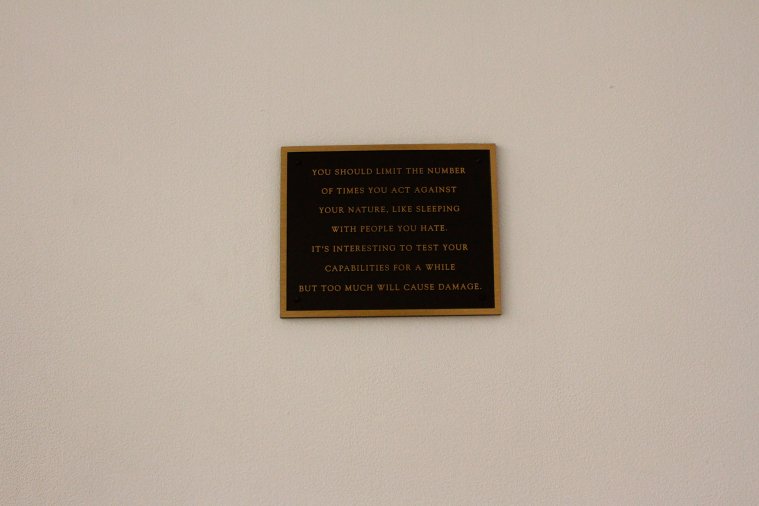 YOU SHOULD LIMIT THE NUMBER
OF TIMES YOU ACT AGAINST
YOUR NATURE, LIKE SLEEPING
WITH PEOPLE YOU HATE.
IT'S INTERESTING TO TEST YOUR
CAPABILITIES FOR A WHILE
BUT TOO MUCH WILL CAUSE DAMAGE.